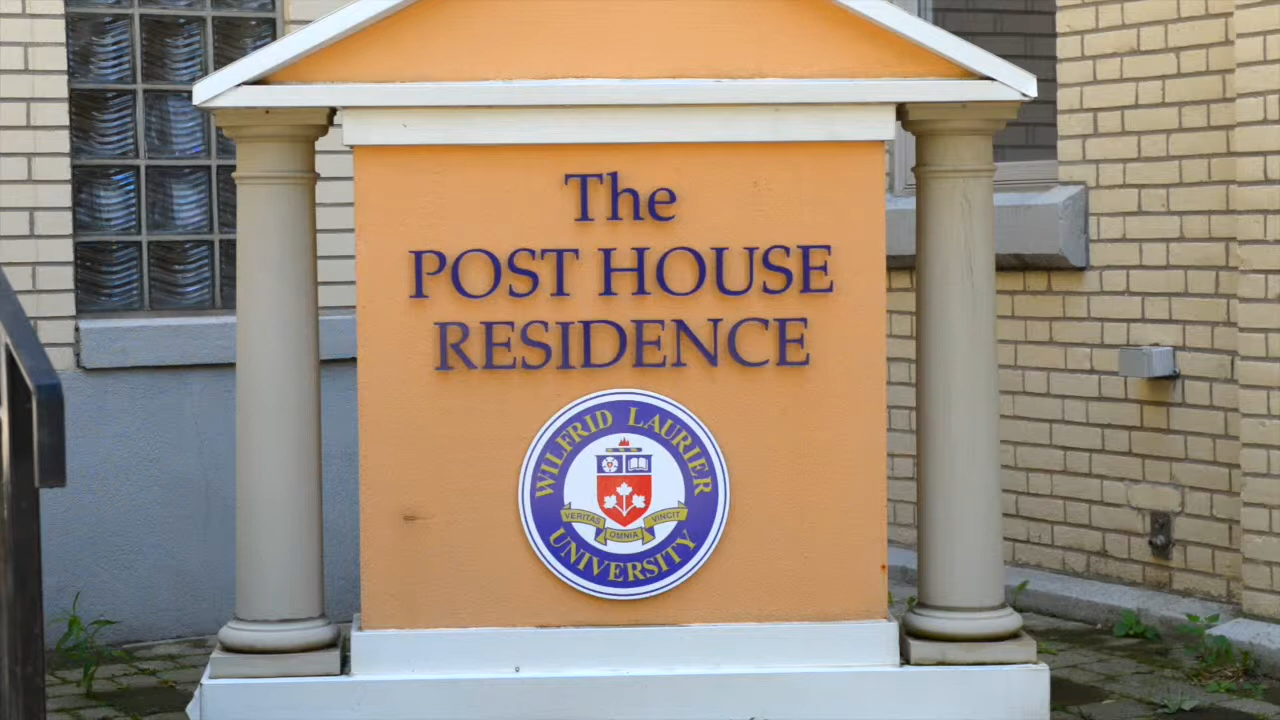 The
POST HOUSE
RESIDENCE
WILFRID LAURIER
VERITAS
OMNIA
VINCIT
UNIVERSITY